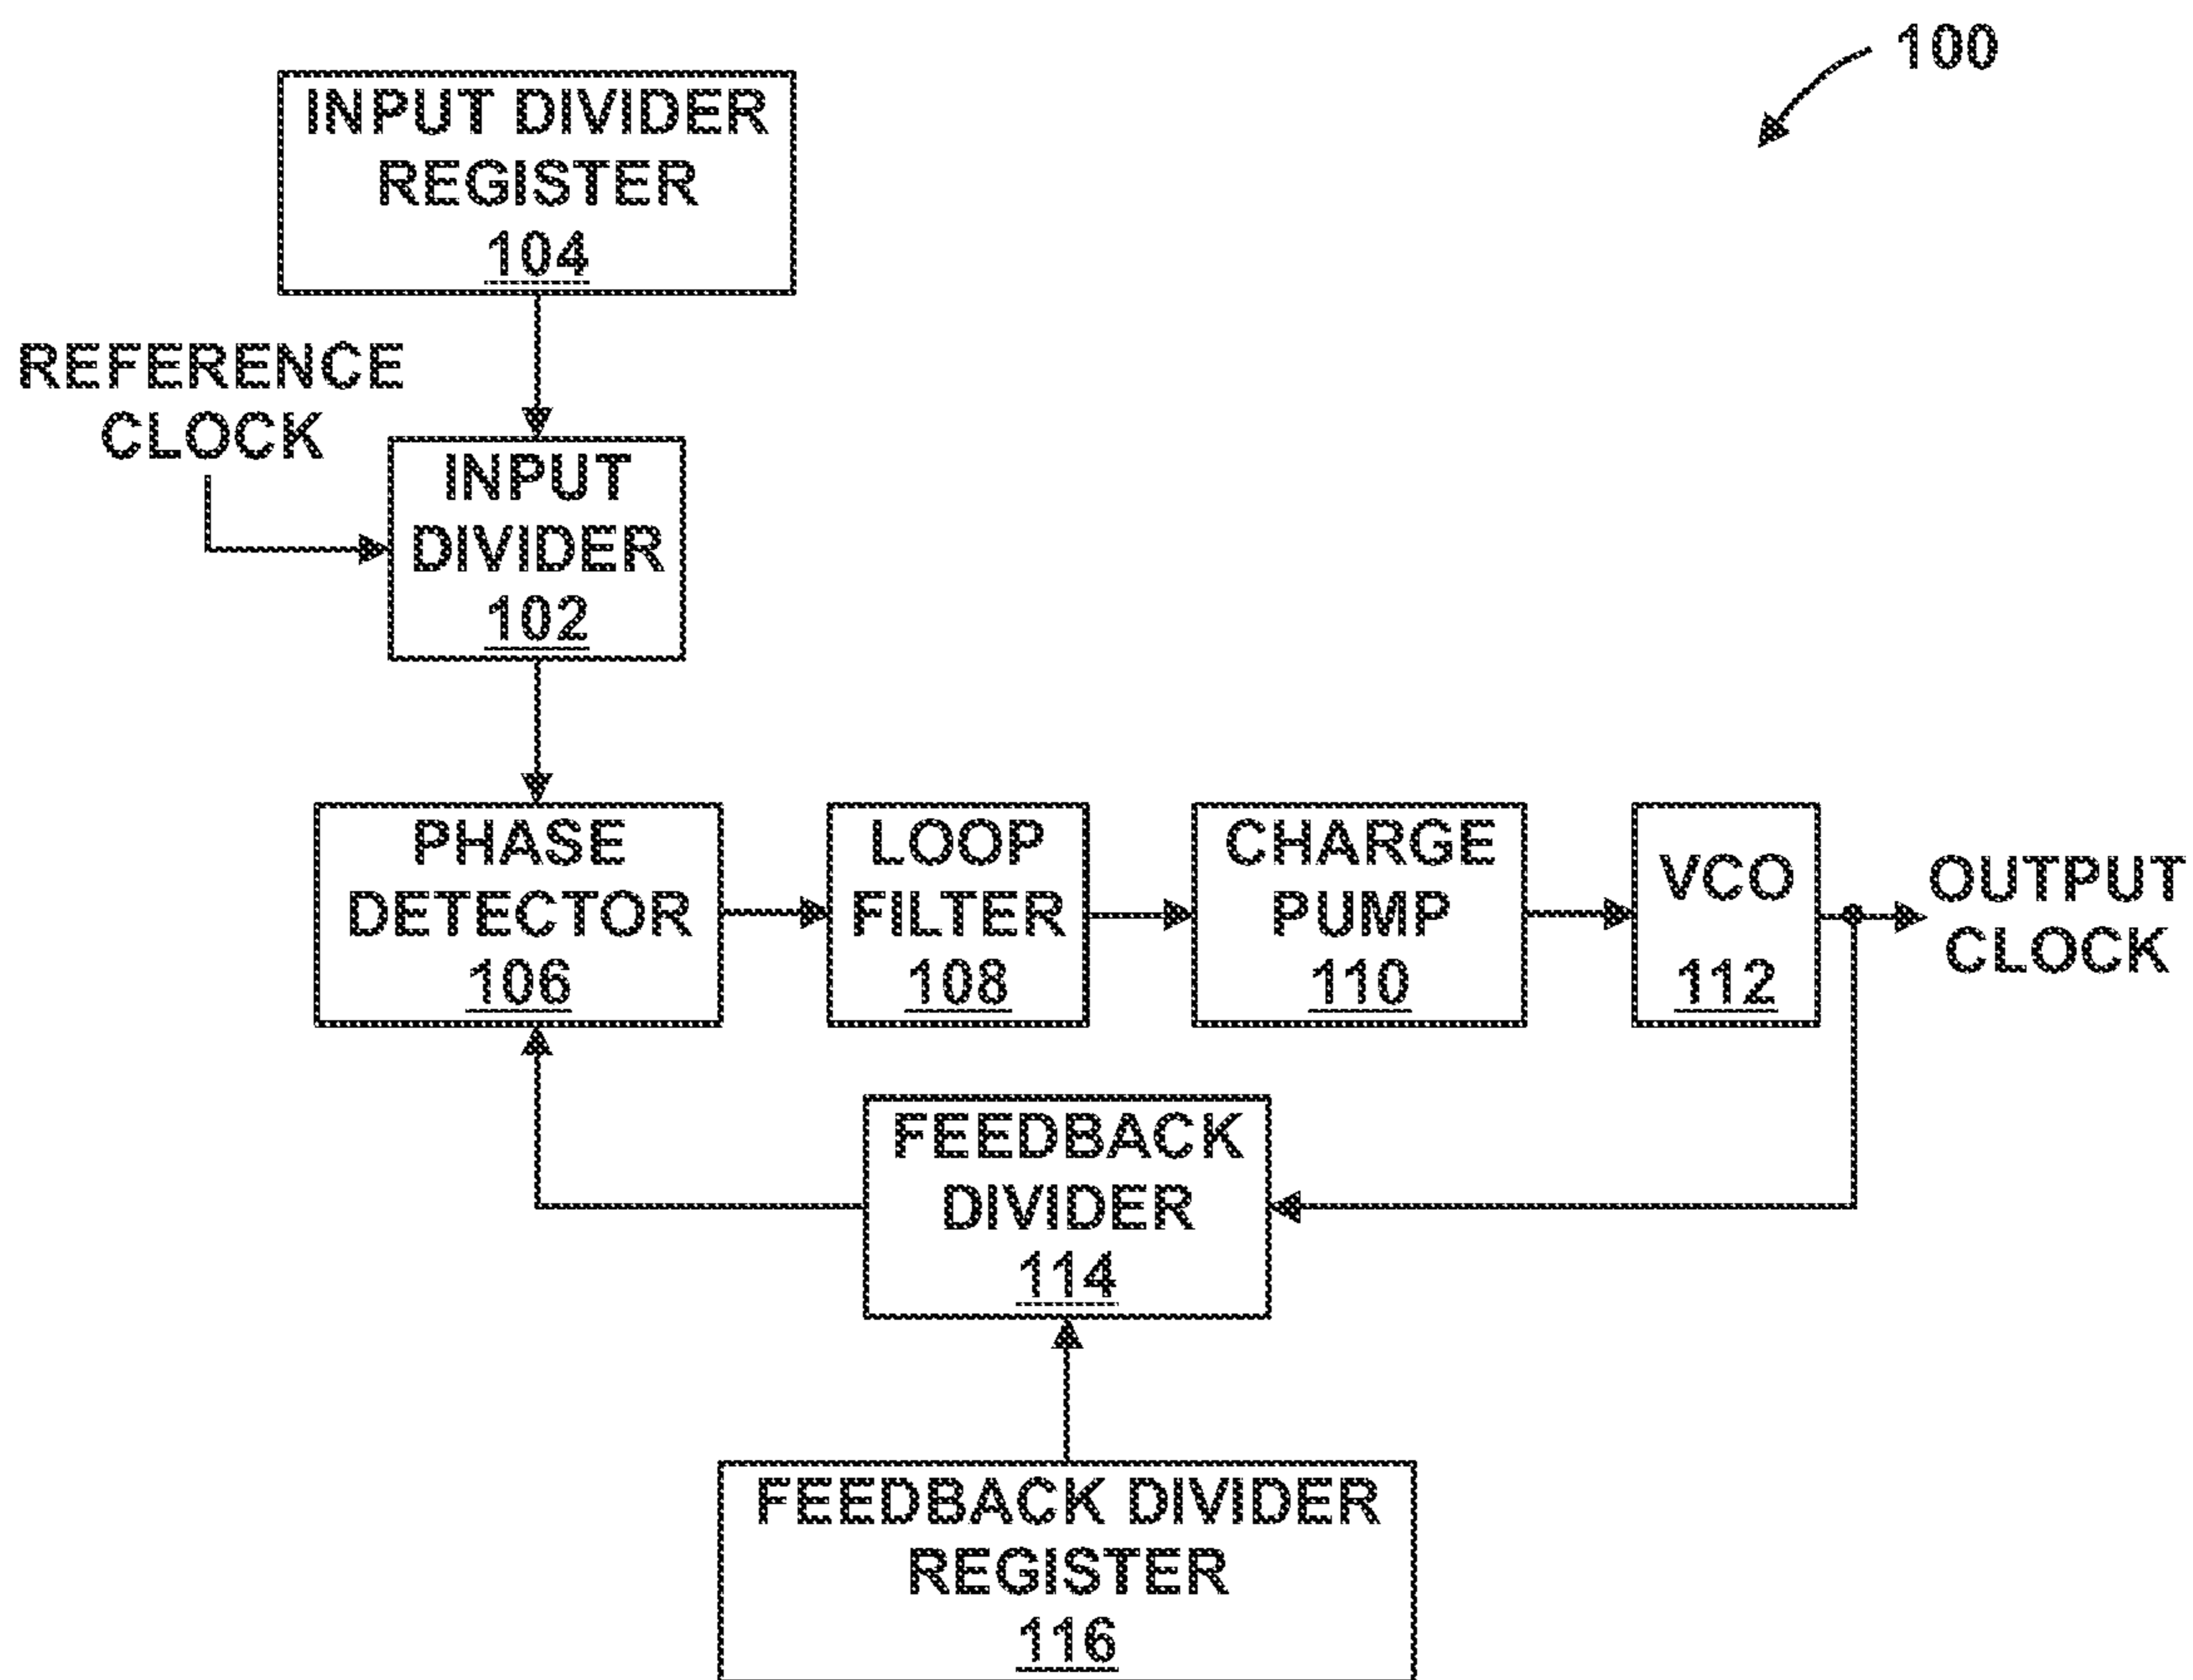 100
INPUT DIVIDER
REGISTER
104
REFERENCE
CLOCK
INPUT
DIVIDER
102
PHASE
DETECTOR
106
LOOP
FILTER
108
CHARGE
PUMP
110
VCO
112
OUTPUT
CLOCK
FEEDBACK
DIVIDER
114
FEEDBACK DIVIDER
REGISTER
116